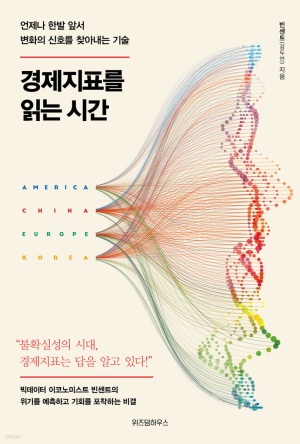 언제나 한발 앞서
변화의 신호를 찾아내는 기술
경제지표를
읽는 시간
빈센트(김두언) 지음
AMERICA
CHINA
EUROPE
KOREA
“불확실성의 시대,
경제지표는 답을 알고 있다!”
빅데이터 이코노미스트 빈센트의
위기를 예측하고 기회를 포착하는 비결
위즈덤하우스